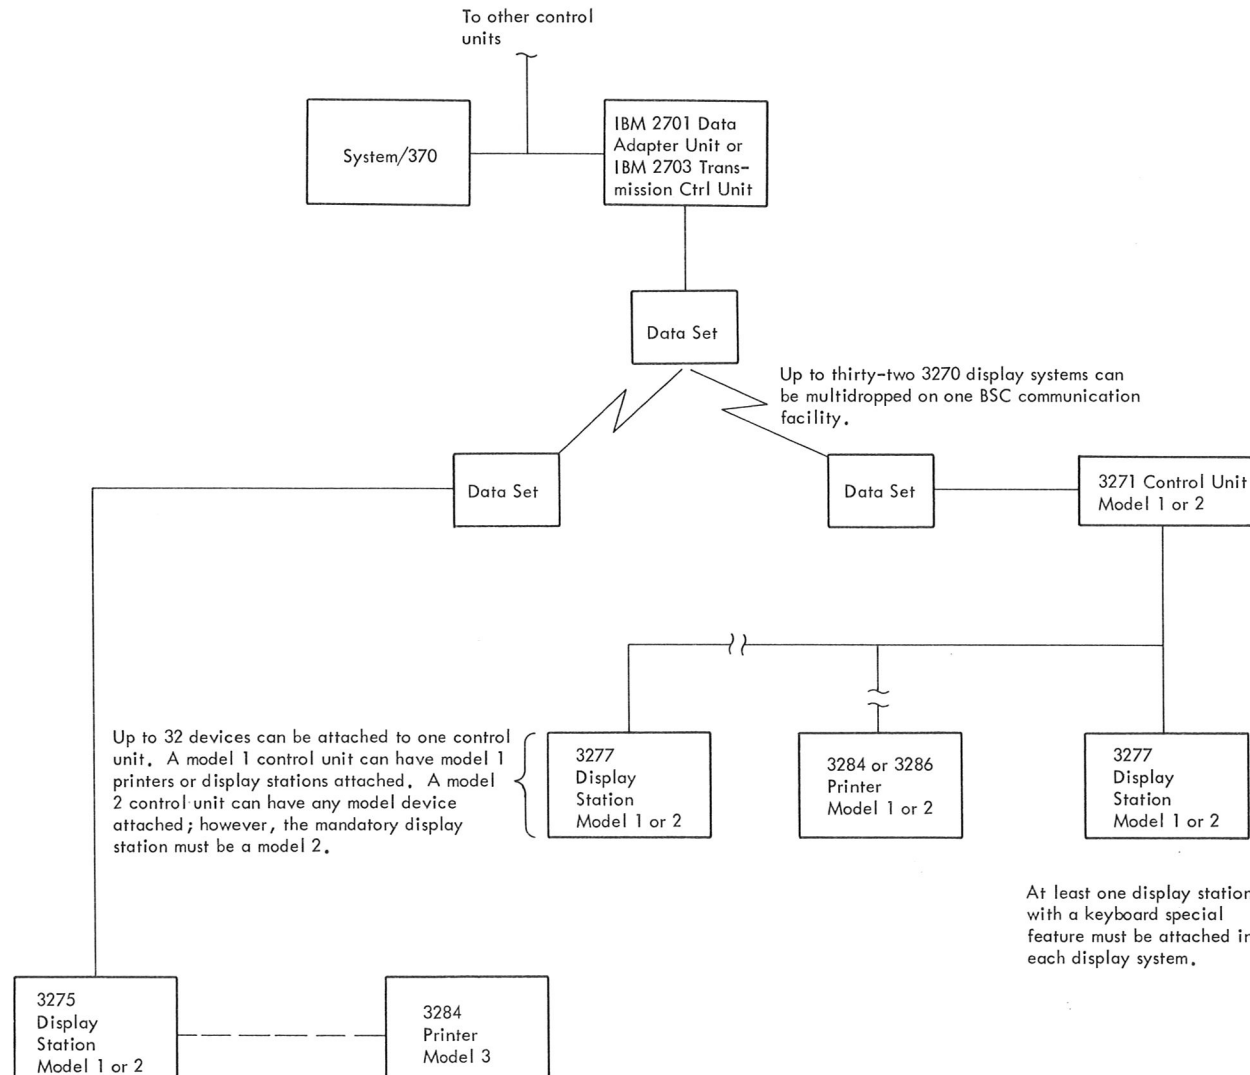 To other control
units
System/370
IBM 2701 Data
Adapter Unit or
IBM 2703 Trans-
mission Ctrl Unit
Data Set
Up to thirty-two 3270 display systems can
be multidropped on one BSC communication
facility.
Data Set
Data Set
3271 Control Unit
Model 1 or 2
Up to 32 devices can be attached to one control
unit. A model 1 control unit can have model 1
printers or display stations attached. A model
2 control unit can have any model device
attached; however, the mandatory display
station must be a model 2.
3277
Display
Station
Model 1 or 2
3284 or 3286
Printer
Model 1 or 2
3277
Display
Station
Model 1 or 2
At least one display station
with a keyboard special
feature must be attached in
each display system.
3275
Display
Station
Model 1 or 2
3284
Printer
Model 3